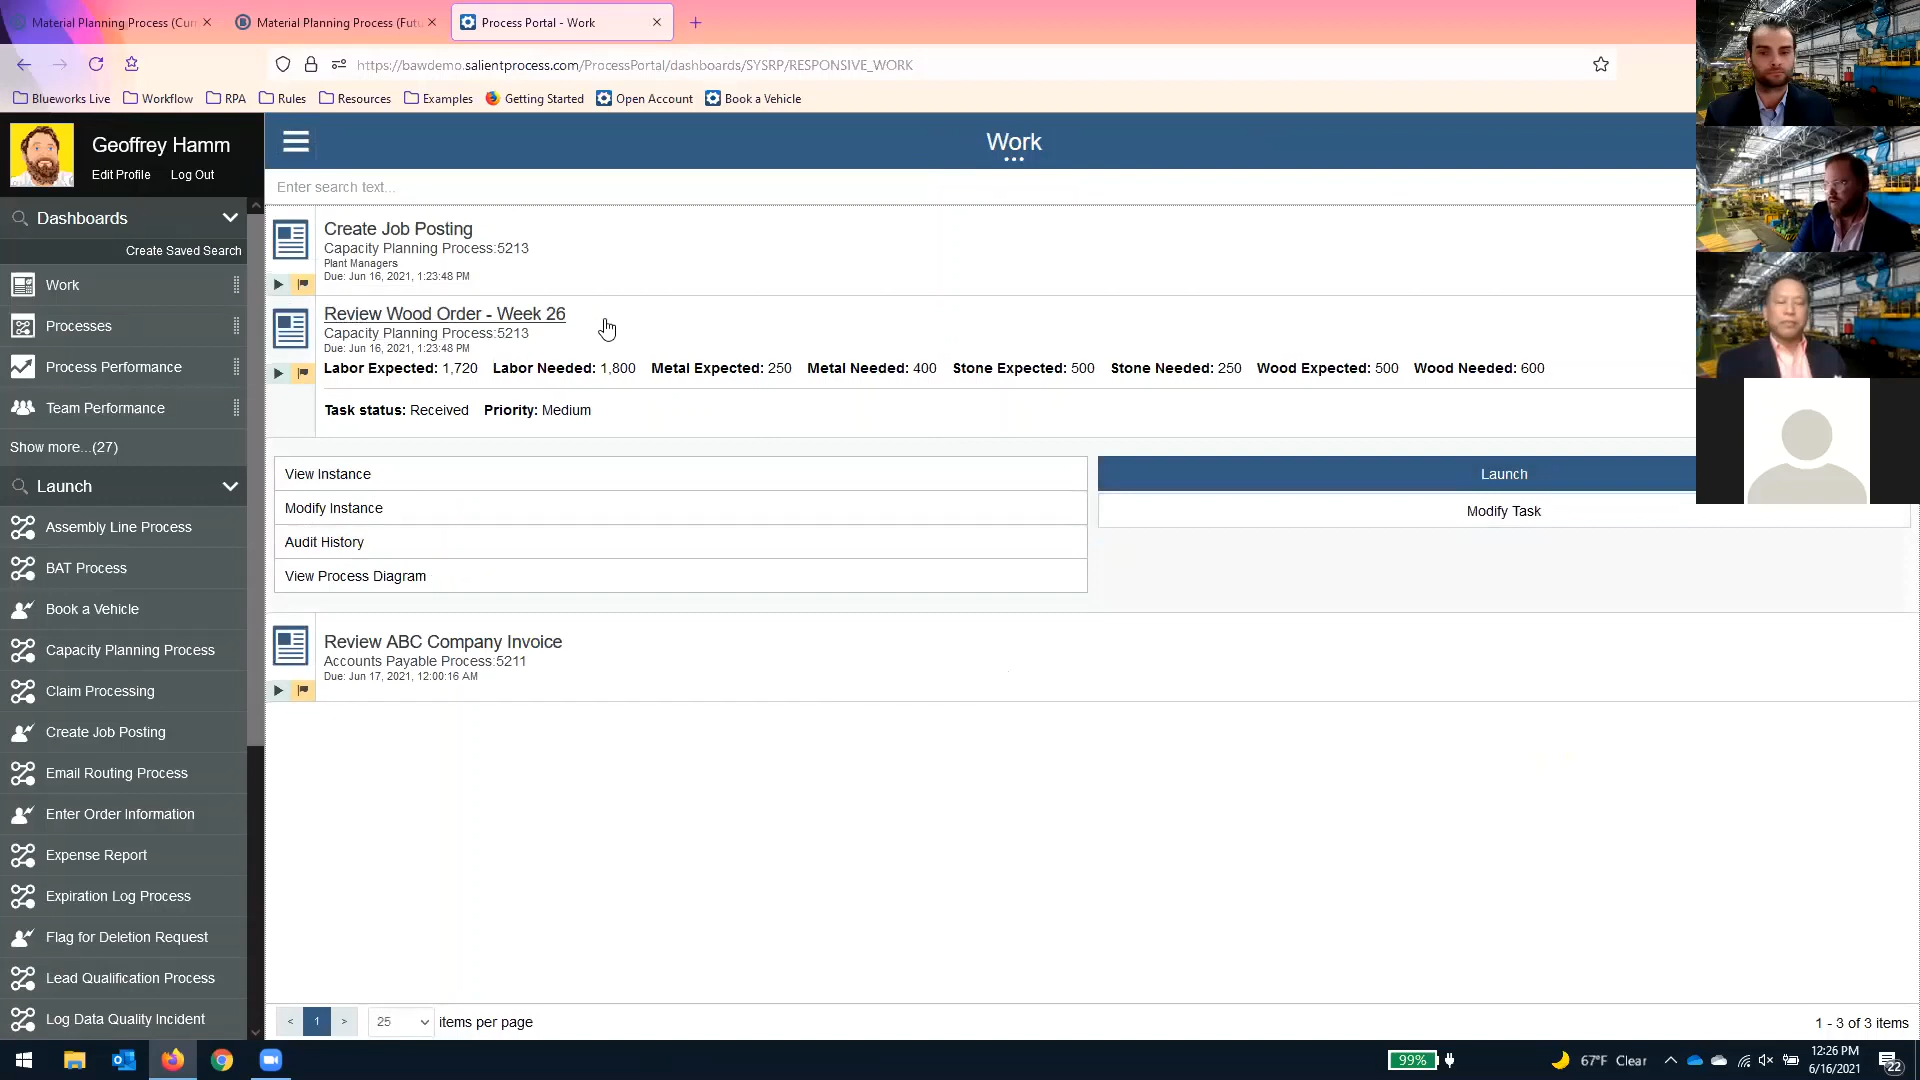 Material Planning Process (Cur
Material Planning Process (Futu
Process Portal - Work
https://bawdemo.salientprocess.com/ProcessPortal/dashboards/SYSRP/RESPONSIVE_WORK
Blueworks Live
Workflow
RPA
Rules
Resources
Examples
Getting Started
Open Account
Book a Vehicle
Geoffrey Hamm
Edit Profile
Log Out
Dashboards
Create Saved Search
Work
Processes
Process Performance
Team Performance
Show more...(27)
Launch
Assembly Line Process
BAT Process
Book a Vehicle
Capacity Planning Process
Claim Processing
Create Job Posting
Email Routing Process
Enter Order Information
Expense Report
Expiration Log Process
Flag for Deletion Request
Lead Qualification Process
Log Data Quality Incident
Work
Enter search text...
Create Job Posting
Capacity Planning Process:5213
Plant Managers
Due: Jun 16, 2021, 1:23:48 PM
Review Wood Order - Week 26
Capacity Planning Process:5213
Due: Jun 16, 2021, 1:23:48 PM
Labor Expected: 1,720 Labor Needed: 1,800 Metal Expected: 250 Metal Needed: 400 Stone Expected: 500 Stone Needed: 250 Wood Expected: 500 Wood Needed: 600
Task status: Received Priority: Medium
View Instance
Modify Instance
Audit History
View Process Diagram
Launch
Modify Task
Review ABC Company Invoice
Accounts Payable Process:5211
Due: Jun 17, 2021, 12:00:16 AM
< 1 > 25 items per page
1 - 3 of 3 items
99%
67°F Clear
12:26 PM
6/16/2021
22